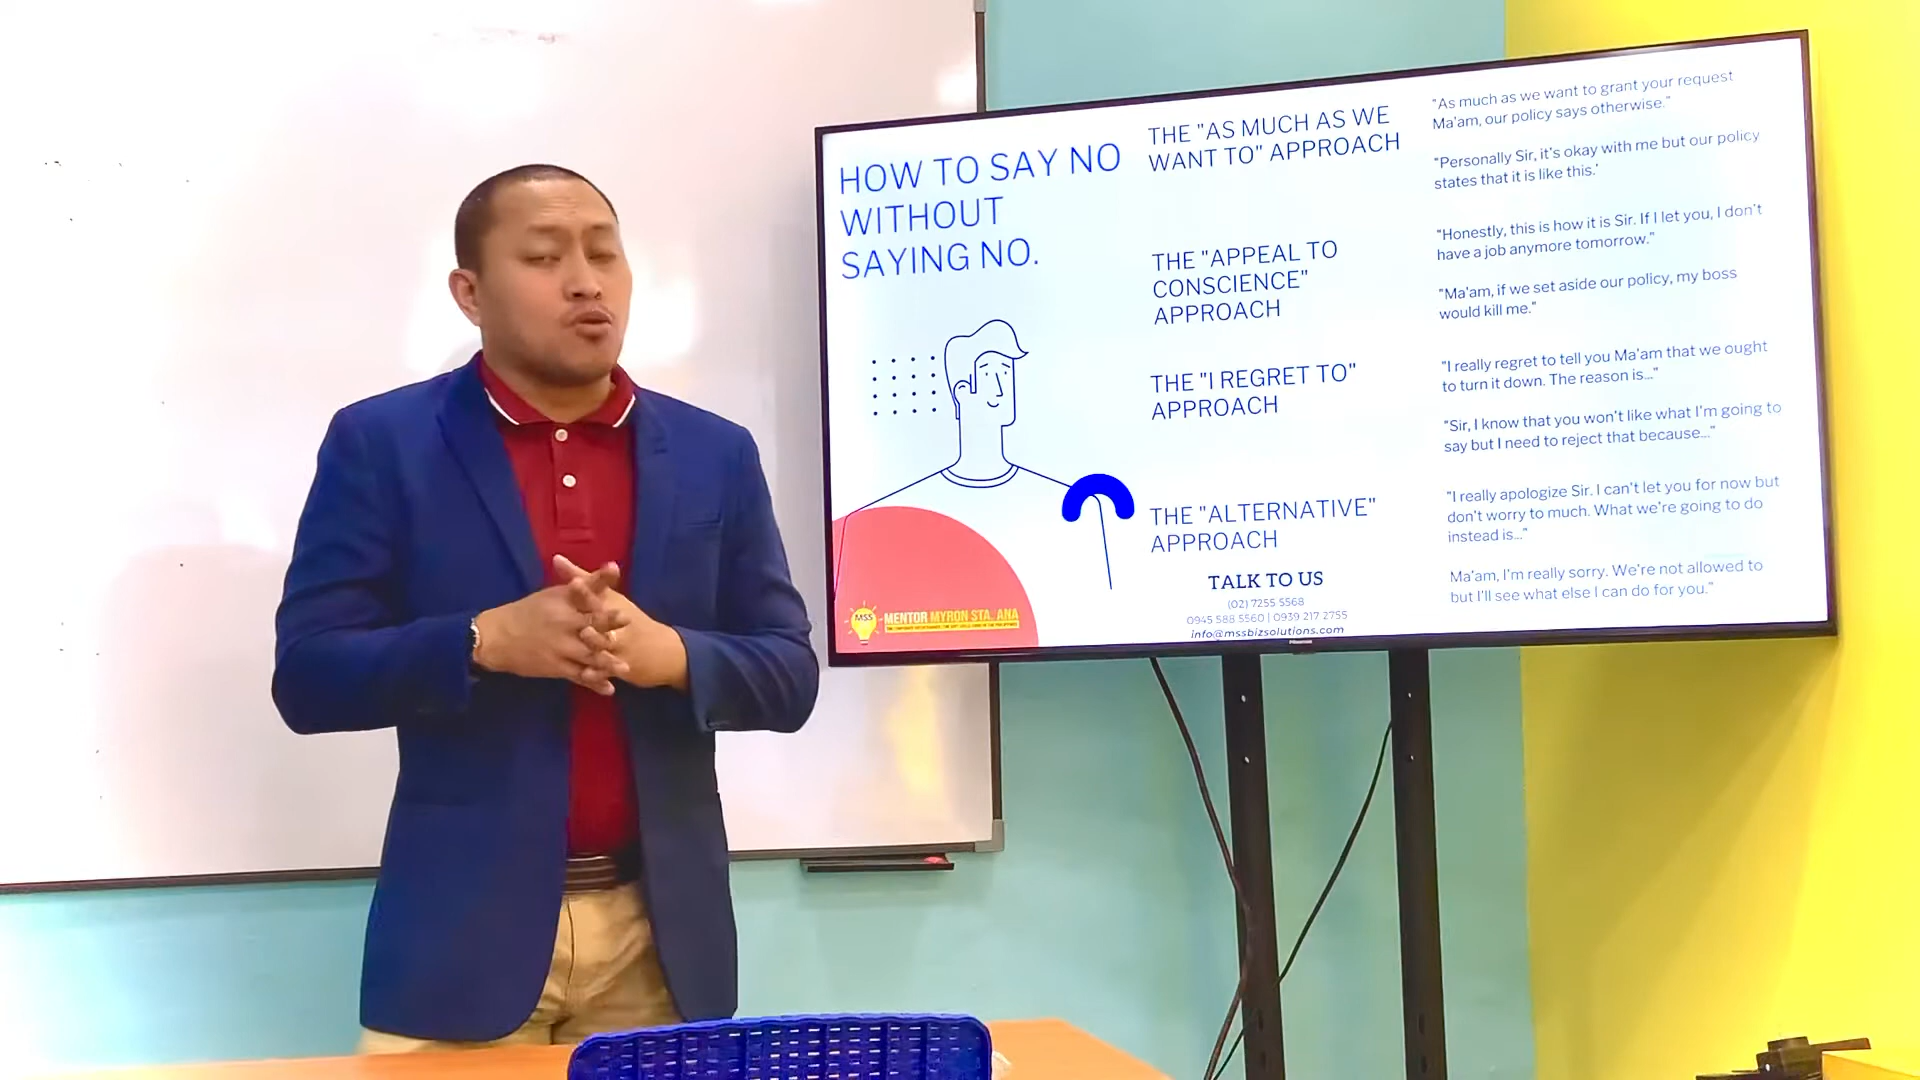 HOW TO SAY NO
WITHOUT
SAYING NO.
MSS
MENTOR MYRON STA. ANA
THE "AS MUCH AS WE
WANT TO" APPROACH
"As much as we want to grant your request
Ma'am, our policy says otherwise."
"Personally Sir, it's okay with me but our policy
states that it is like this.'
THE "APPEAL TO
CONSCIENCE"
APPROACH
"Honestly, this is how it is Sir. If I let you, I don't
have a job anymore tomorrow."
"Ma'am, if we set aside our policy, my boss
would kill me."
THE "I REGRET TO"
APPROACH
"I really regret to tell you Ma'am that we ought
to turn it down. The reason is..."
"Sir, I know that you won't like what I'm going to
say but I need to reject that because..."
THE "ALTERNATIVE"
APPROACH
"I really apologize Sir. I can't let you for now but
don't worry to much. What we're going to do
instead is..."
Ma'am, I'm really sorry. We're not allowed to
but I'll see what else I can do for you."
TALK TO US
(02) 7255 5568
0945 588 5560 | 0939 217 2755
info@mssbizsolutions.com
Hisense